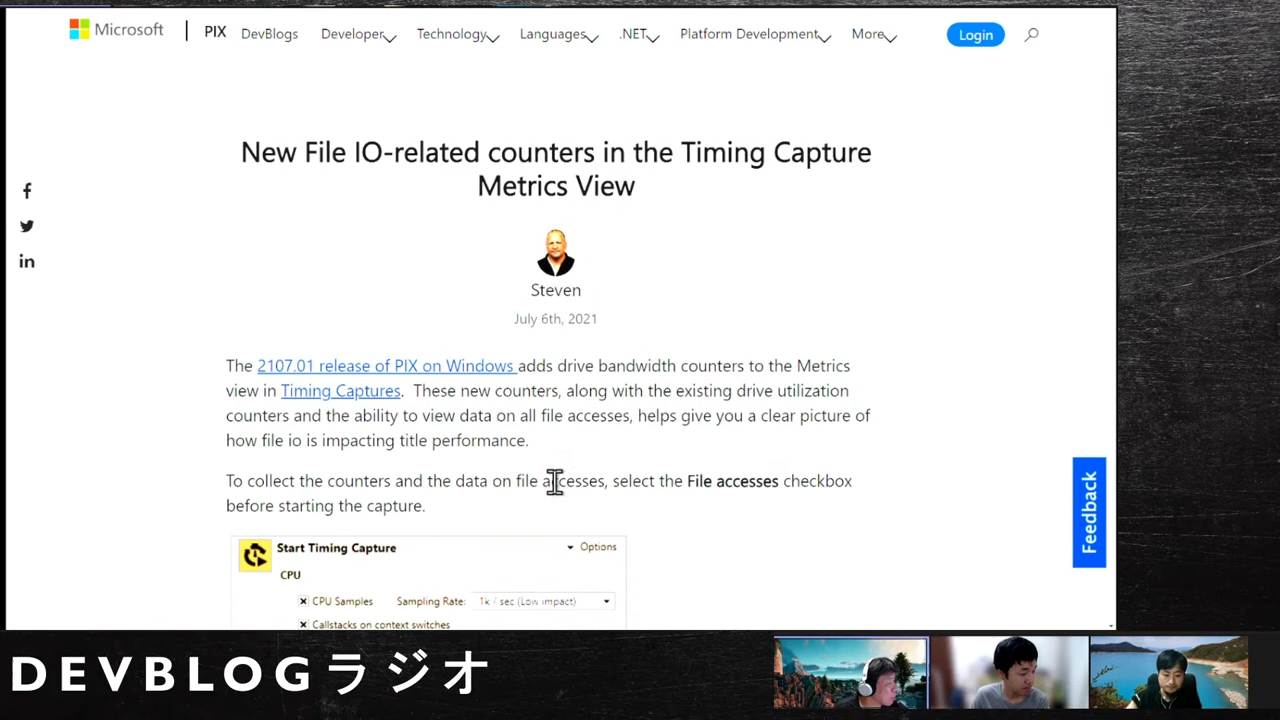 Microsoft
PIX
DevBlogs
Developer
Technology
Languages
.NET
Platform Development
More
Login
New File IO-related counters in the Timing Capture
Metrics View
Steven
July 6th, 2021
The 2107.01 release of PIX on Windows adds drive bandwidth counters to the Metrics
view in Timing Captures. These new counters, along with the existing drive utilization
counters and the ability to view data on all file accesses, helps give you a clear picture of
how file io is impacting title performance.
To collect the counters and the data on file accesses, select the File accesses checkbox
before starting the capture.
Start Timing Capture
Options
CPU
CPU Samples
Sampling Rate:
1k / sec (Low impact)
Callstacks on context switches
Feedback
DEVBLOGラジオ